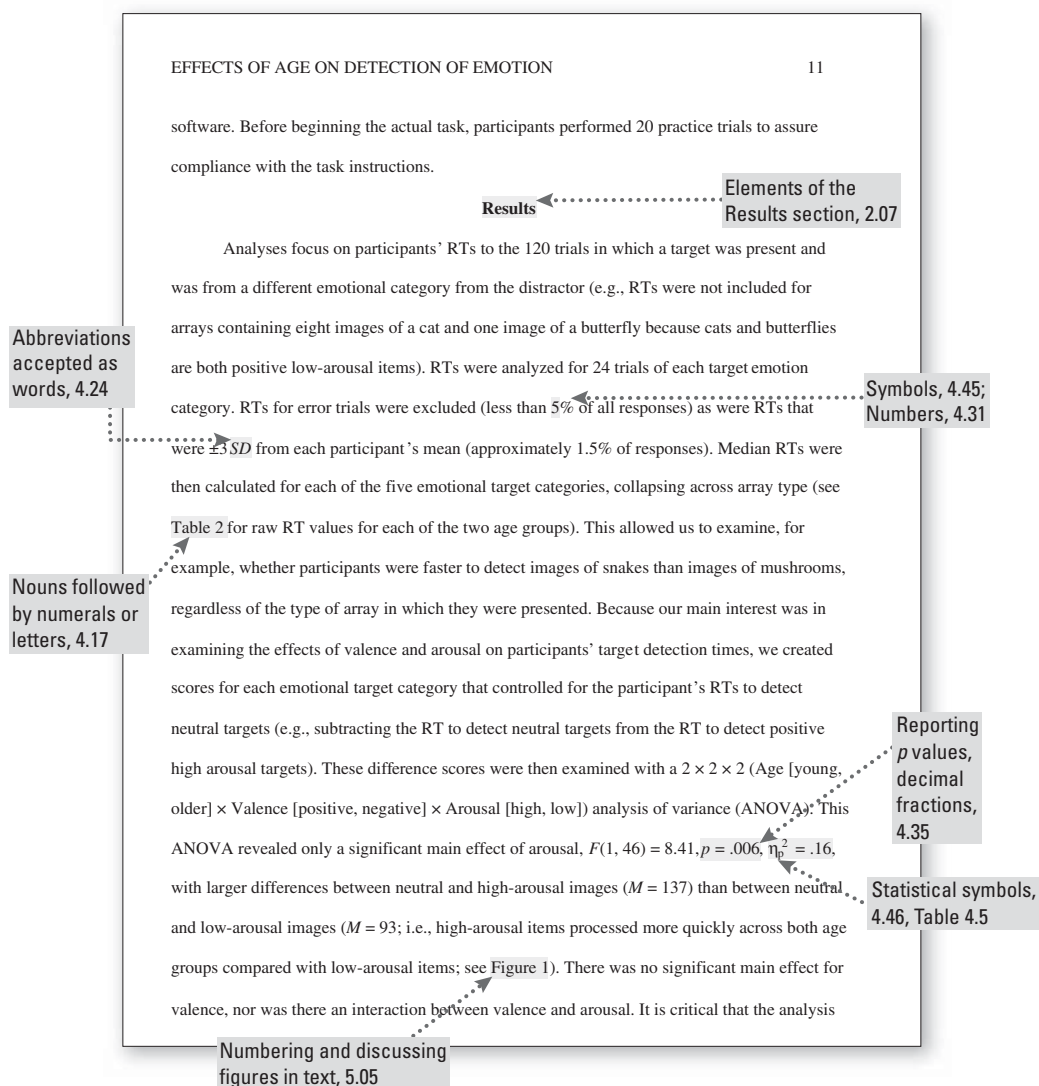 EFFECTS OF AGE ON DETECTION OF EMOTION 11
software. Before beginning the actual task, participants performed 20 practice trials to assure
compliance with the task instructions.
Results
Elements of the
Results section, 2.07
Analyses focus on participants’ RTs to the 120 trials in which a target was present and
was from a different emotional category from the distractor (e.g., RTs were not included for
arrays containing eight images of a cat and one image of a butterfly because cats and butterflies
are both positive low-arousal items). RTs were analyzed for 24 trials of each target emotion
category. RTs for error trials were excluded (less than 5% of all responses) as were RTs that
were ±3 SD from each participant’s mean (approximately 1.5% of responses). Median RTs were
then calculated for each of the five emotional target categories, collapsing across array type (see
Table 2 for raw RT values for each of the two age groups). This allowed us to examine, for
example, whether participants were faster to detect images of snakes than images of mushrooms,
regardless of the type of array in which they were presented. Because our main interest was in
examining the effects of valence and arousal on participants’ target detection times, we created
scores for each emotional target category that controlled for the participant’s RTs to detect
neutral targets (e.g., subtracting the RT to detect neutral targets from the RT to detect positive
high arousal targets). These difference scores were then examined with a 2 × 2 × 2 (Age [young,
older] × Valence [positive, negative] × Arousal [high, low]) analysis of variance (ANOVA). This
ANOVA revealed only a significant main effect of arousal, F(1, 46) = 8.41, p = .006, ηp² = .16,
with larger differences between neutral and high-arousal images (M = 137) than between neutral
and low-arousal images (M = 93; i.e., high-arousal items processed more quickly across both age
groups compared with low-arousal items; see Figure 1). There was no significant main effect for
valence, nor was there an interaction between valence and arousal. It is critical that the analysis
Abbreviations
accepted as
words, 4.24
Symbols, 4.45;
Numbers, 4.31
Nouns followed
by numerals or
letters, 4.17
Reporting
p values,
decimal
fractions,
4.35
Statistical symbols,
4.46, Table 4.5
Numbering and discussing
figures in text, 5.05